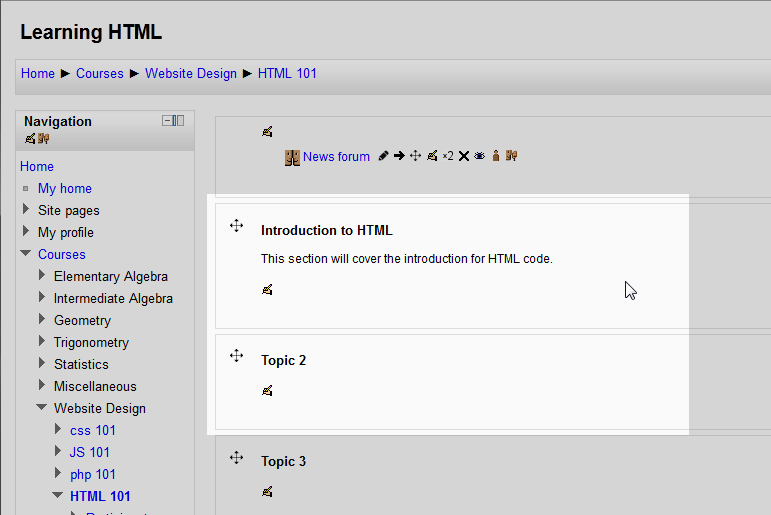 Learning HTML
Home ► Courses ► Website Design ► HTML 101
Navigation
Home
My home
Site pages
My profile
Courses
Elementary Algebra
Intermediate Algebra
Geometry
Trigonometry
Statistics
Miscellaneous
Website Design
css 101
JS 101
php 101
HTML 101
News forum ×2
Introduction to HTML
This section will cover the introduction for HTML code.
Topic 2
Topic 3